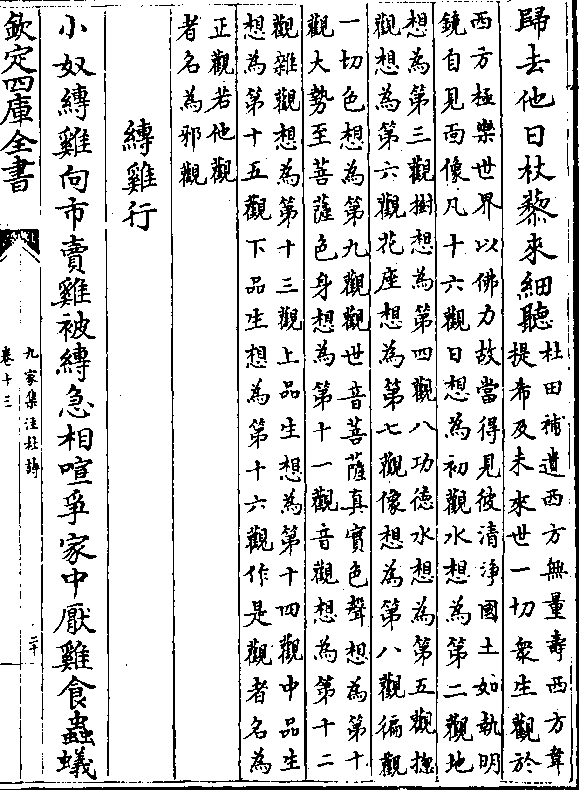 歸去他日杖藜來細聽
杜田補遺西方無量壽西方韋
提希及未來世一切衆生觀於
西方極樂世界以佛力故當得見彼清淨國土如執明
鏡自見面像凡十六觀日想為初觀水想為第二觀地
想為第三觀樹想為第四觀八功德水想為第五觀揔
觀想為第六觀花座想為第七觀像想為第八觀徧觀
一切色想為第九觀觀世音菩薩真實色聲想為第十
觀大勢至菩薩色身想為第十一觀音觀想為第十二
觀雜觀想為第十三觀上品生想為第十四觀中品生
想為第十五觀下品生想為第十六觀作是觀者名為
正觀若他觀
者名為邪觀
縛雞行
小奴縛雞向市賣雞被縛急相喧爭家中厭雞食蟲蟻
欽定四庫全書
九家集注杜詩
卷十三
二十